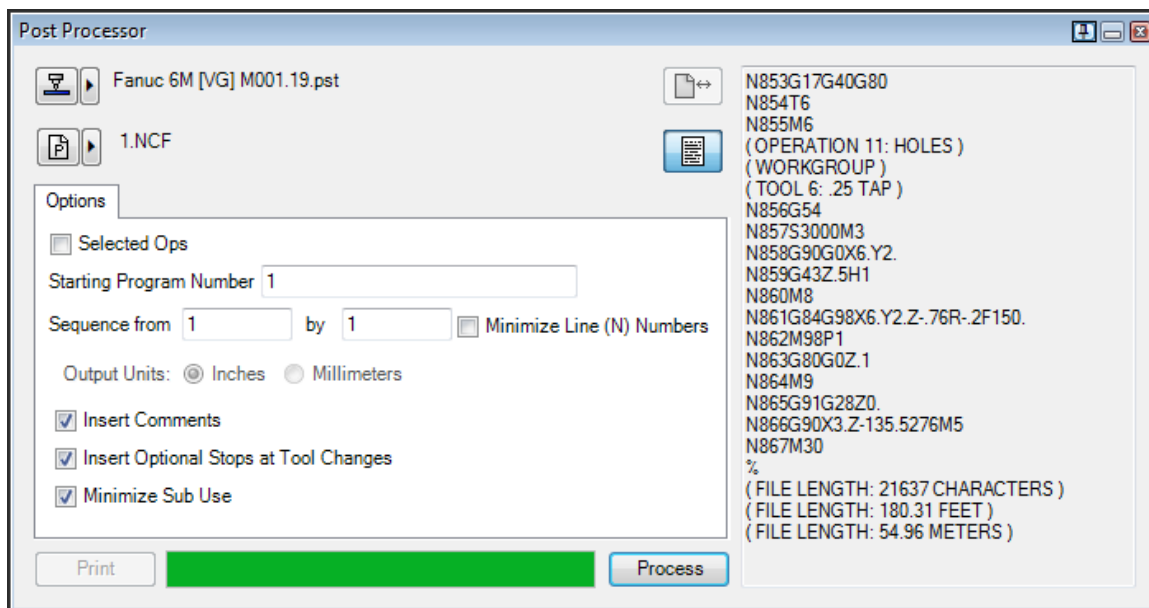 Post Processor
Fanuc 6M [VG] M001.19.pst
1.NCF
Options
Selected Ops
Starting Program Number 1
Sequence from 1 by 1 Minimize Line (N) Numbers
Output Units: Inches Millimeters
Insert Comments
Insert Optional Stops at Tool Changes
Minimize Sub Use
Print Process
N853G17G40G80
N854T6
N855M6
( OPERATION 11: HOLES )
( WORKGROUP )
( TOOL 6: .25 TAP )
N856G54
N857S3000M3
N858G90G0X6.Y2.
N859G43Z.5H1
N860M8
N861G84G98X6.Y2.Z-.76R-.2F150.
N862M98P1
N863G80G0Z.1
N864M9
N865G91G28Z0.
N866G90X3.Z-135.5276M5
N867M30
%
( FILE LENGTH: 21637 CHARACTERS )
( FILE LENGTH: 180.31 FEET )
( FILE LENGTH: 54.96 METERS )